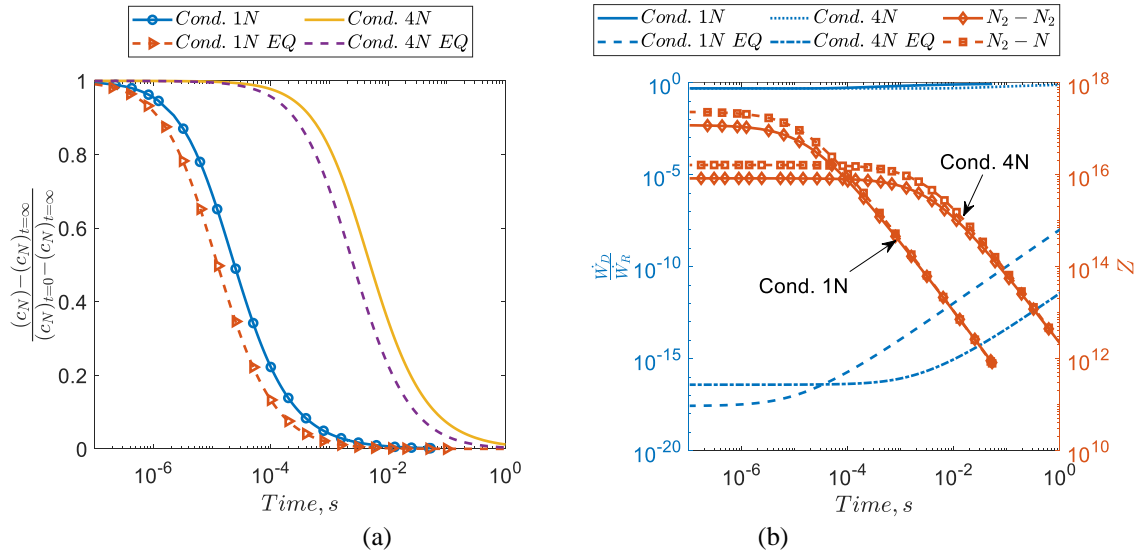 Cond. 1N
Cond. 4N
Cond. 1N EQ
Cond. 4N EQ
(c_N)−(c_N)_{t=∞}
(c_N)_{t=0}−(c_N)_{t=∞}
1
0.8
0.6
0.4
0.2
0
10^{-6}
10^{-4}
10^{-2}
10^0
Time, s
(a)
Cond. 1N
Cond. 4N
N_2 − N_2
Cond. 1N EQ
Cond. 4N EQ
N_2 − N
Ẇ_D
Ẇ_R
10^0
10^{-5}
10^{-10}
10^{-15}
10^{-20}
Cond. 4N
Cond. 1N
10^{18}
10^{16}
10^{14}
10^{12}
10^{10}
Z
10^{-6}
10^{-4}
10^{-2}
10^0
Time, s
(b)